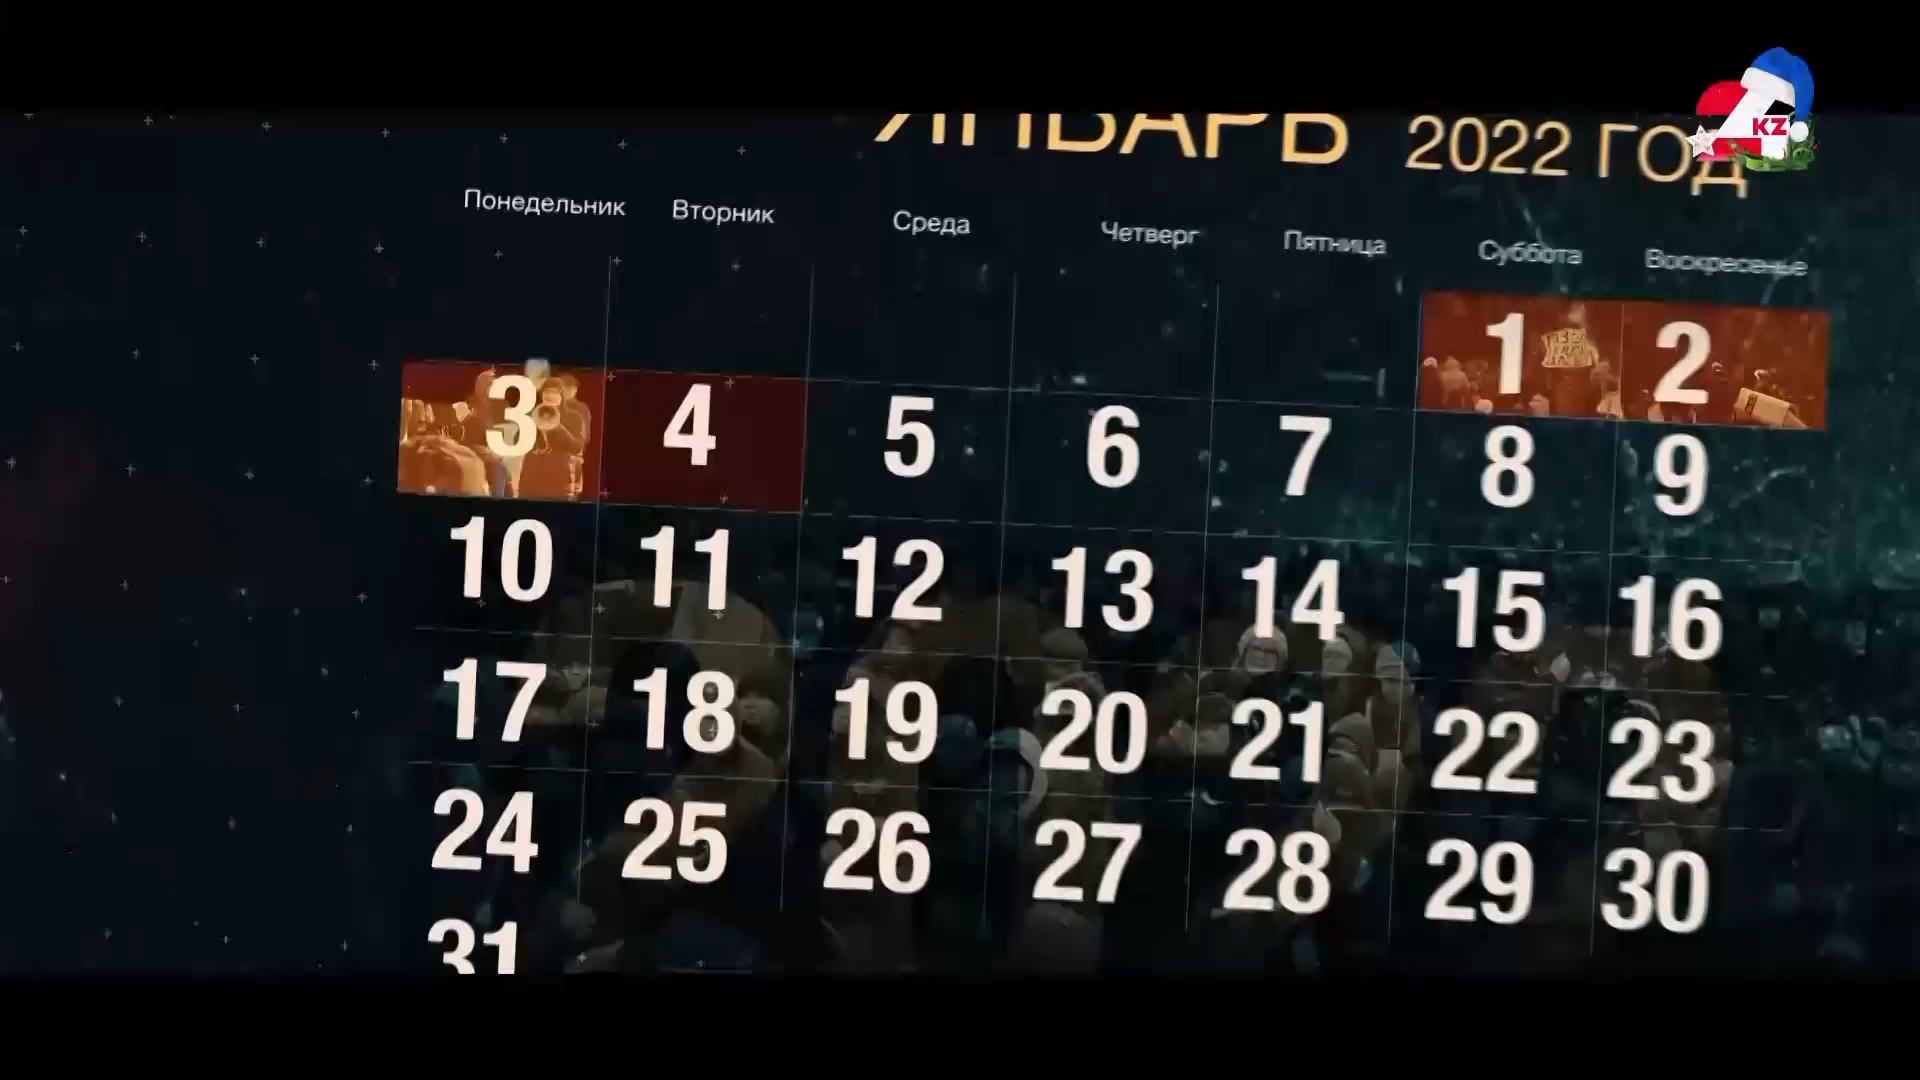 ЯНВАРЬ 2022 ГОД
KZ
Понедельник Вторник Среда Четверг Пятница Суббота Воскресенье
1 2
3 4 5 6 7 8 9
10 11 12 13 14 15 16
17 18 19 20 21 22 23
24 25 26 27 28 29 30
31